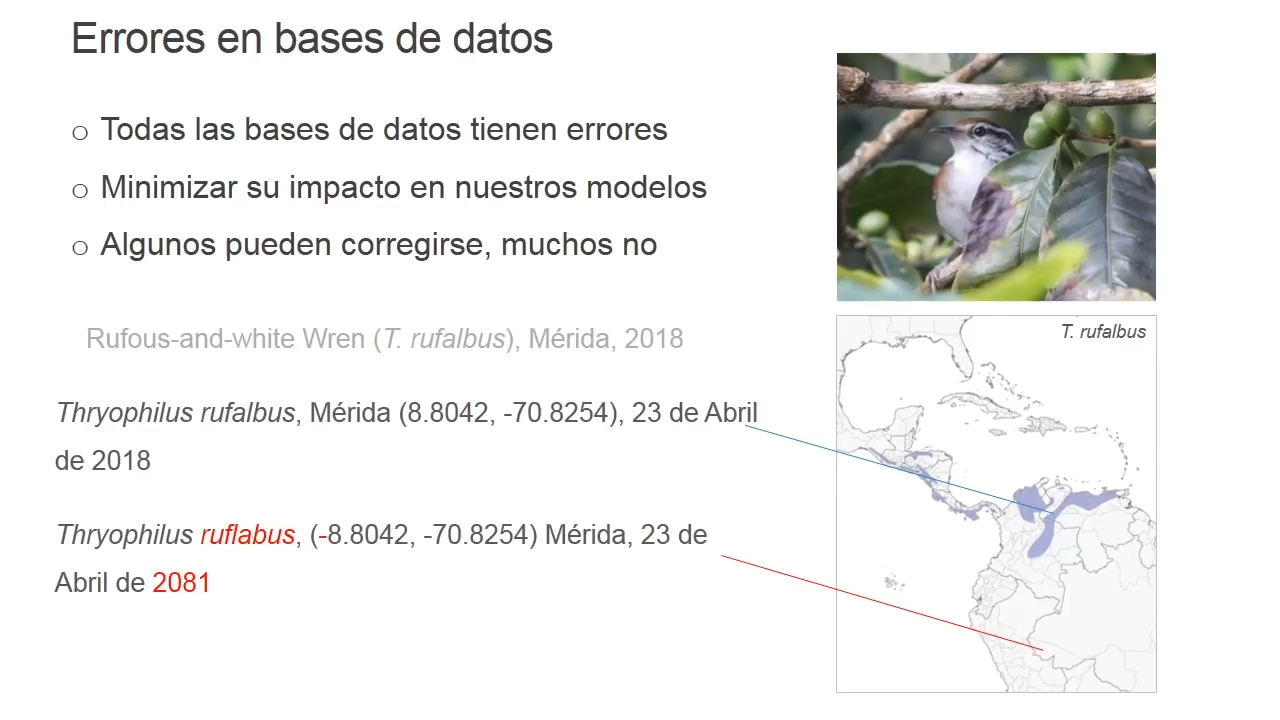 Errores en bases de datos
o Todas las bases de datos tienen errores
o Minimizar su impacto en nuestros modelos
o Algunos pueden corregirse, muchos no
Rufous-and-white Wren (T. rufalbus), Mérida, 2018
Thryophilus rufalbus, Mérida (8.8042, -70.8254), 23 de Abril
de 2018
Thryophilus ruflabus, (-8.8042, -70.8254) Mérida, 23 de
Abril de 2081
T. rufalbus